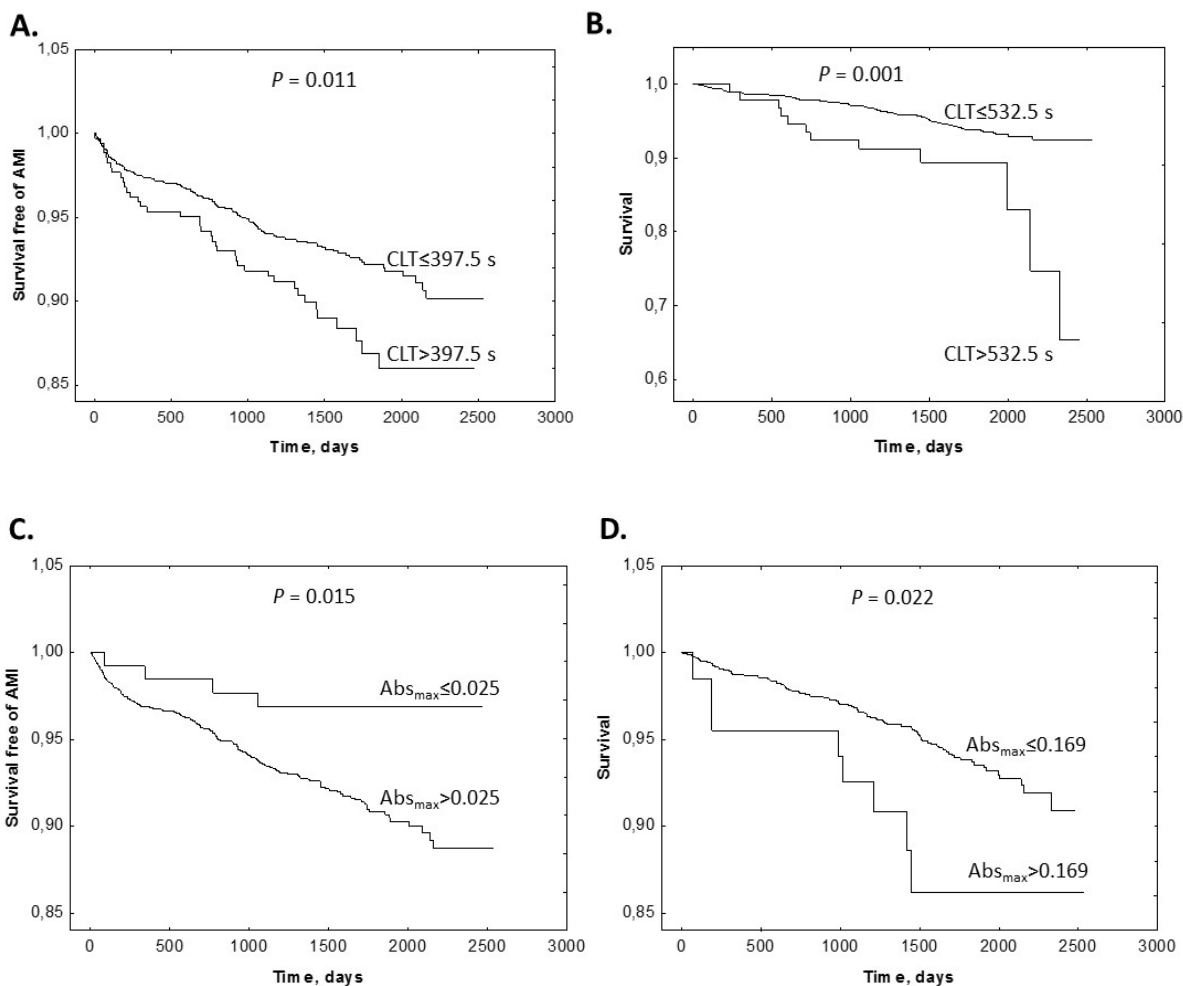 A.
1,05
1,00
0,95
0,90
0,85
Survival free of AMI
P = 0.011
CLT≤397.5 s
CLT>397.5 s
0 500 1000 1500 2000 2500 3000
Time, days
B.
1,0
0,9
0,8
0,7
0,6
Survival
P = 0.001
CLT≤532.5 s
CLT>532.5 s
0 500 1000 1500 2000 2500 3000
Time, days
C.
1,05
1,00
0,95
0,90
0,85
Survival free of AMI
P = 0.015
Absmax≤0.025
Absmax>0.025
0 500 1000 1500 2000 2500 3000
Time, days
D.
1,05
1,00
0,95
0,90
0,85
Survival
P = 0.022
Absmax≤0.169
Absmax>0.169
0 500 1000 1500 2000 2500 3000
Time, days